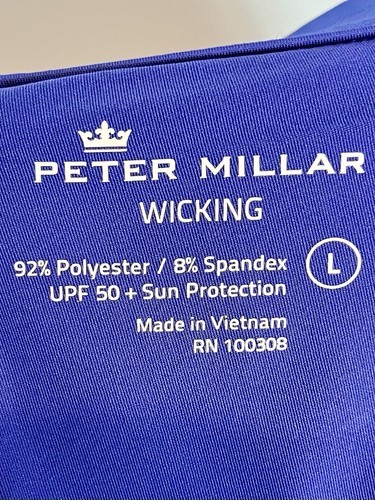 PETER MILLAR
WICKING
92% Polyester / 8% Spandex
UPF 50 + Sun Protection
L
Made in Vietnam
RN 100308